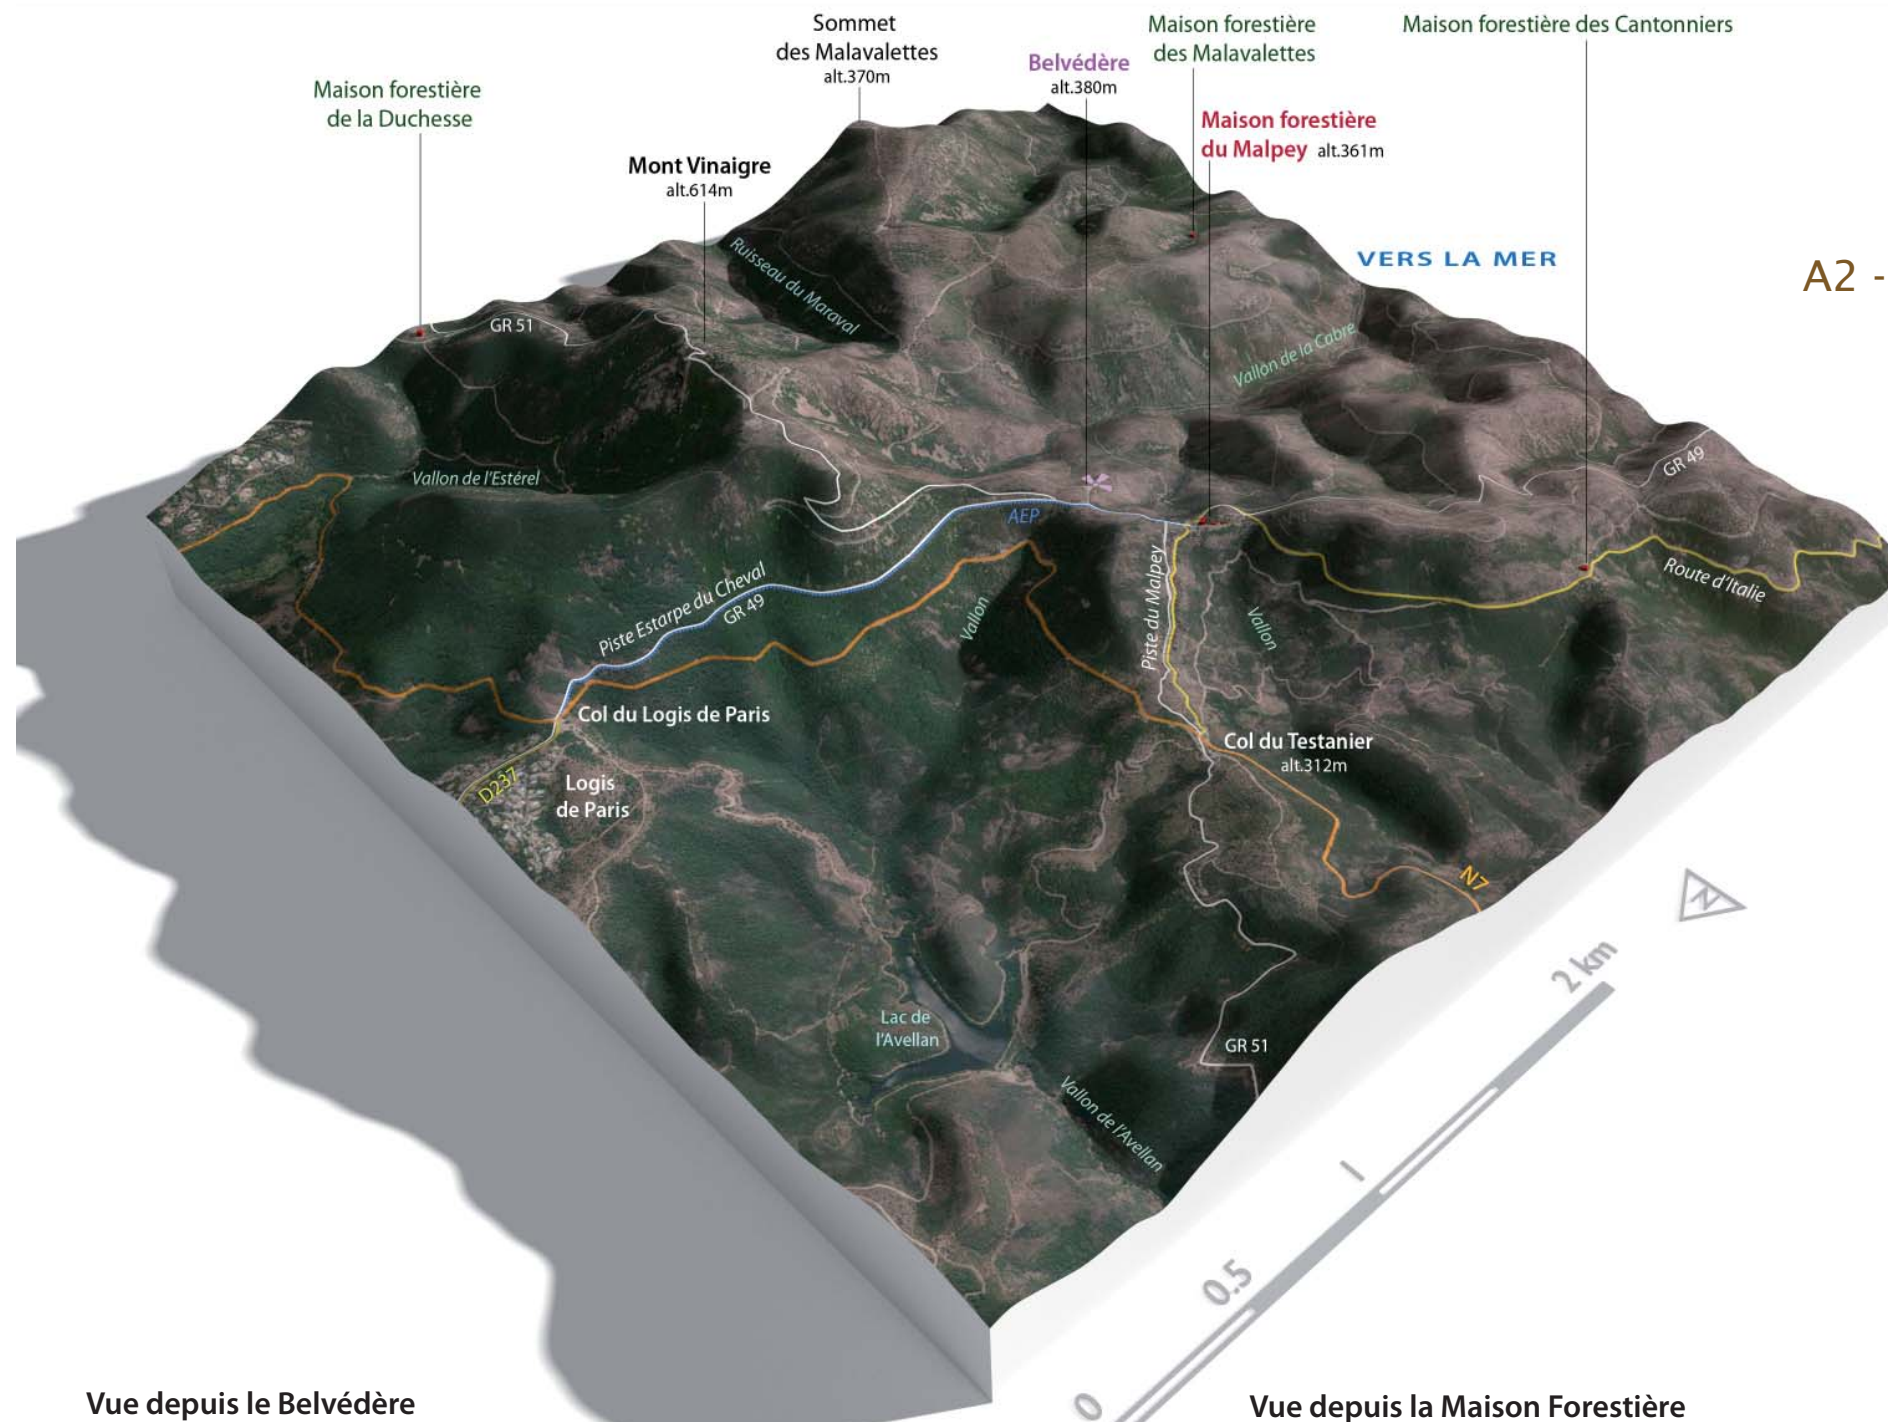 Sommet
des Malavalettes
alt.370m
Maison forestière
des Malavalettes
Maison forestière des Cantonniers
Belvédère
alt.380m
Maison forestière
de la Duchesse
Maison forestière
du Malpey alt.361m
Mont Vinaigre
alt.614m
Ruisseau du Maraval
VERS LA MER
A2 -
GR 51
Vallon de la Cabre
Vallon de l'Estérel
GR 49
AEP
Piste Estarpe du Cheval
GR 49
Vallon
Piste du Malpey
Vallon
Route d'Italie
Col du Logis de Paris
Col du Testanier
alt.312m
D237
Logis
de Paris
N7
N
2 km
Lac de
l'Avellan
GR 51
Vallon de l'Avellan
1
0.5
0
Vue depuis le Belvédère
Vue depuis la Maison Forestière